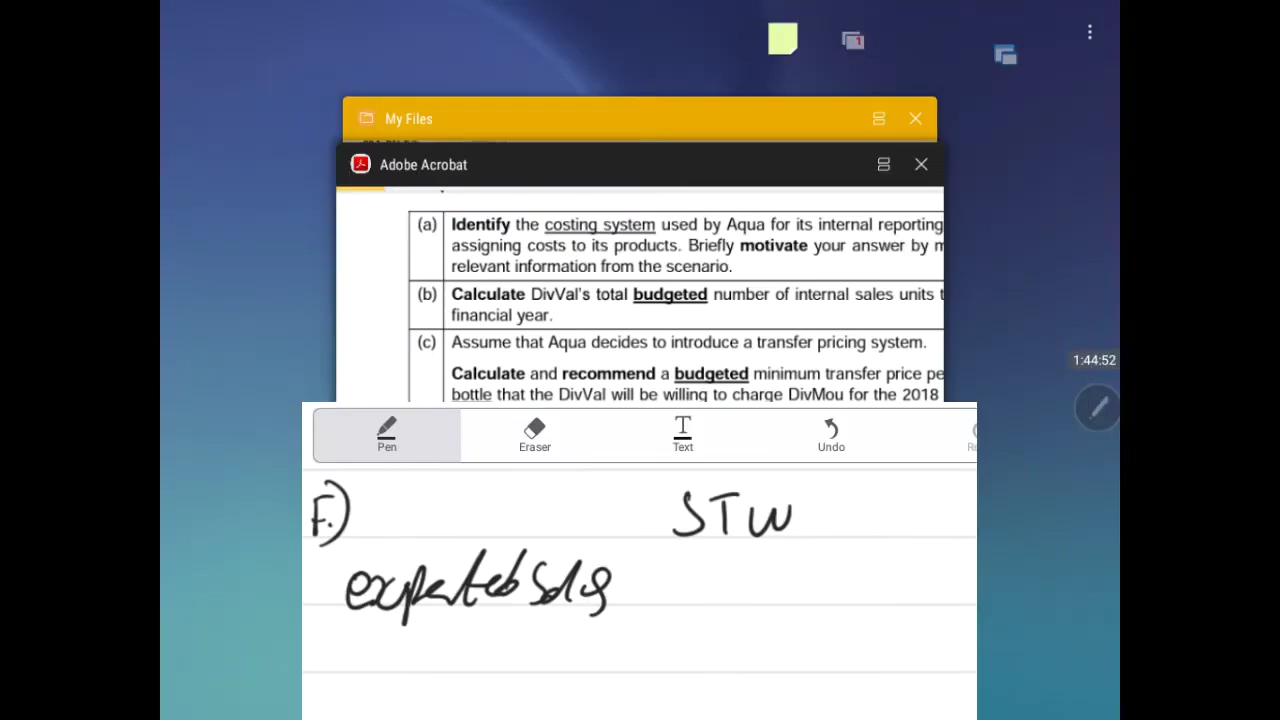 My Files
Adobe Acrobat
(a) Identify the costing system used by Aqua for its internal reporting
assigning costs to its products. Briefly motivate your answer by m
relevant information from the scenario.
(b) Calculate DivVal's total budgeted number of internal sales units t
financial year.
(c) Assume that Aqua decides to introduce a transfer pricing system.
Calculate and recommend a budgeted minimum transfer price pe
bottle that the DivVal will be willing to charge DivMou for the 2018
1:44:52
Pen Eraser Text Undo
F.) STW
expected sales